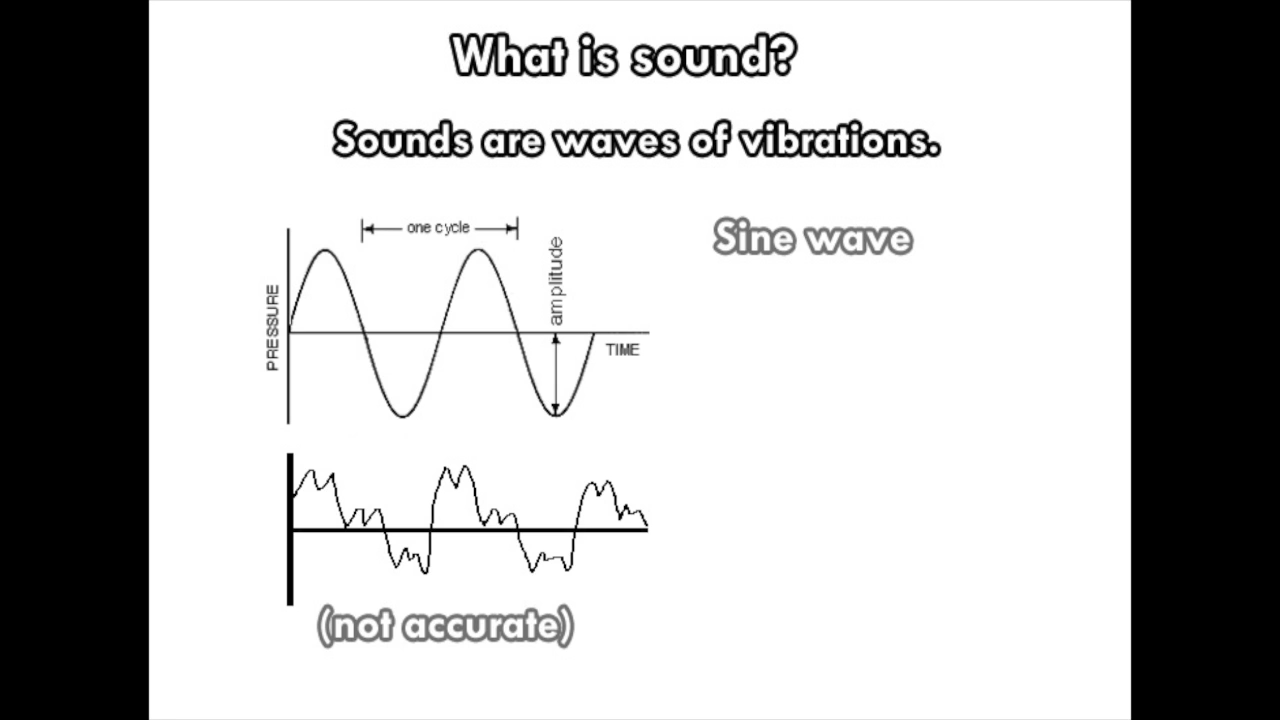 What is sound?
Sounds are waves of vibrations.
one cycle
Sine wave
amplitude
PRESSURE
TIME
(not accurate)